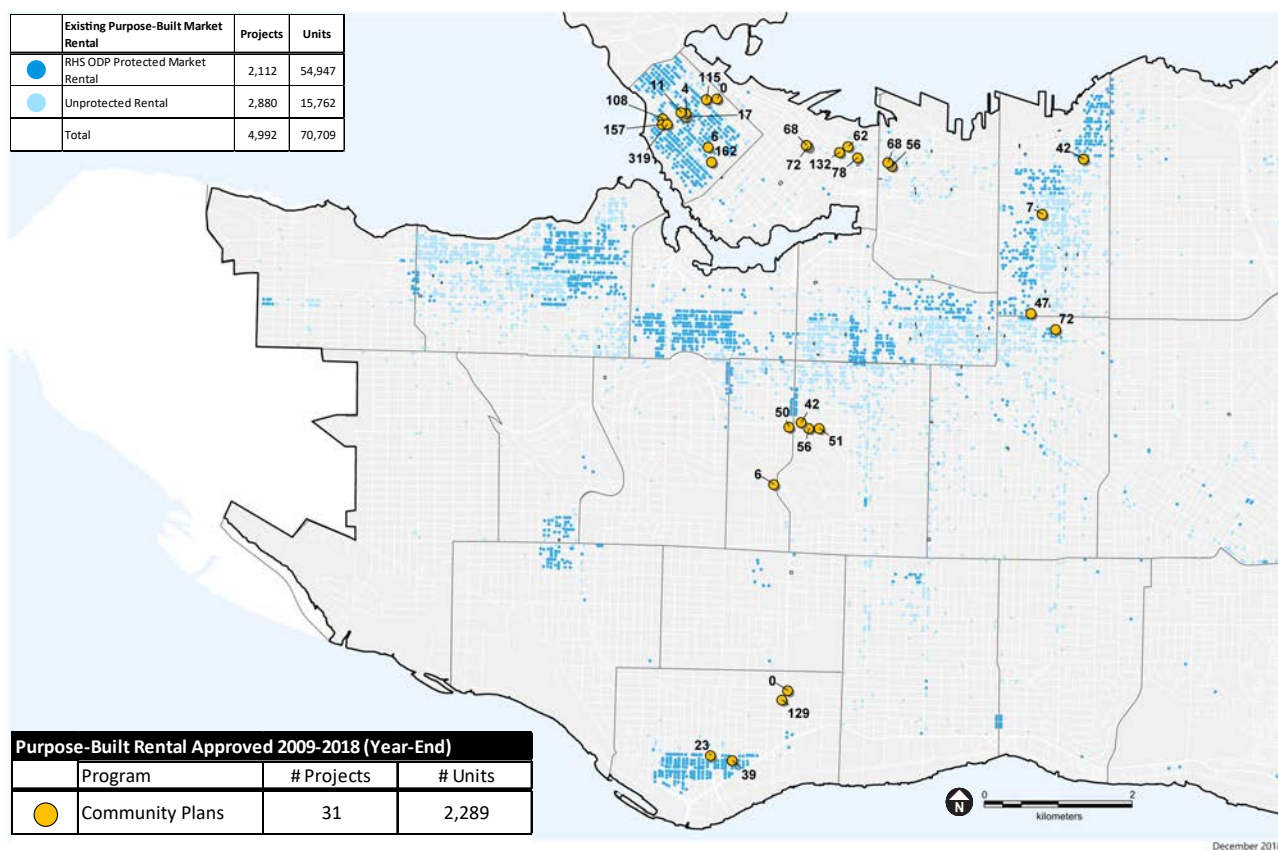 Existing Purpose-Built Market Rental Projects Units
RHS ODP Protected Market Rental 2,112 54,947
Unprotected Rental 2,880 15,762
Total 4,992 70,709
115 0
11 4
108 17
157
6
319 162
68 62
72 132 78
68 56
42
7
47
72
50 42
56 51
6
0
129
23
39
Purpose-Built Rental Approved 2009-2018 (Year-End)
Program # Projects # Units
Community Plans 31 2,289
N
0 2
kilometers
December 201